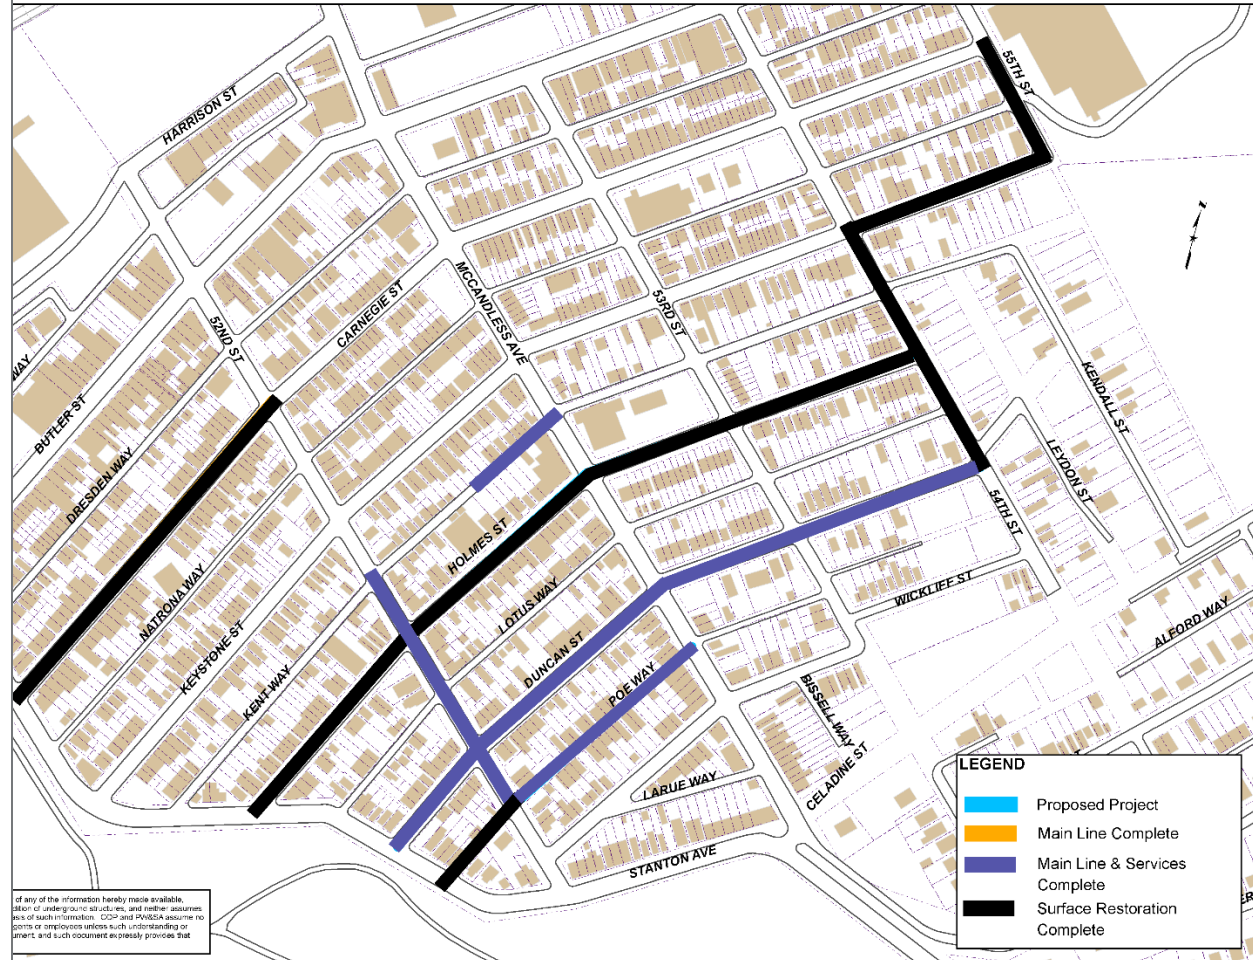 55TH ST
HARRISON ST
MCCANDLESS AVE
CARNEGIE ST
53RD ST
52ND ST
WAY
BUTLER ST
KENDALL ST
DRESDEN WAY
LEYDON ST
54TH ST
HOLMES ST
NATRONA WAY
LOTUS WAY
WICKLIFF ST
KEYSTONE ST
ALFORD WAY
DUNCAN ST
KENT WAY
POE WAY
BISSELL WAY
CELADINE ST
LARUE WAY
STANTON AVE
LEGEND
Proposed Project
Main Line Complete
Main Line & Services
Complete
Surface Restoration
Complete
of any of the information hereby made available,
dition of underground structures, and neither assumes
asis of such information. COP and PW&SA assume no
gents or employees unless such understanding or
ument, and such document expressly provides that